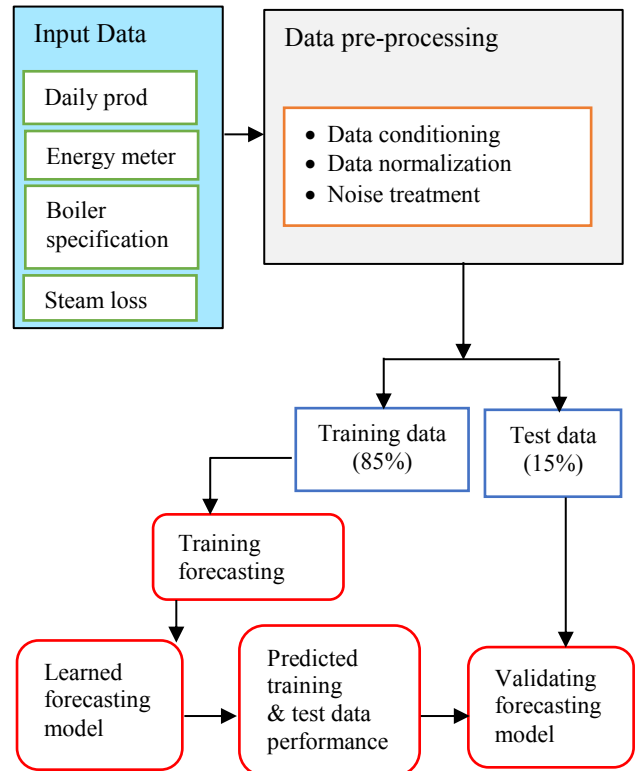 Input Data
Daily prod
Energy meter
Boiler
specification
Steam loss
Data pre-processing
• Data conditioning
• Data normalization
• Noise treatment
Training data
(85%)
Test data
(15%)
Training
forecasting
Learned
forecasting
model
Predicted
training
& test data
performance
Validating
forecasting
model